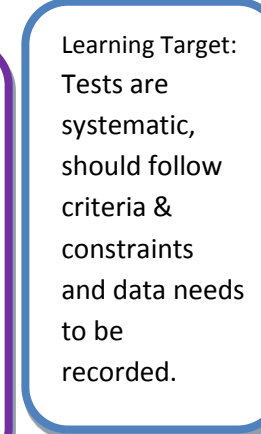 Learning Target:
Tests are
systematic,
should follow
criteria &
constraints
and data needs
to be
recorded.